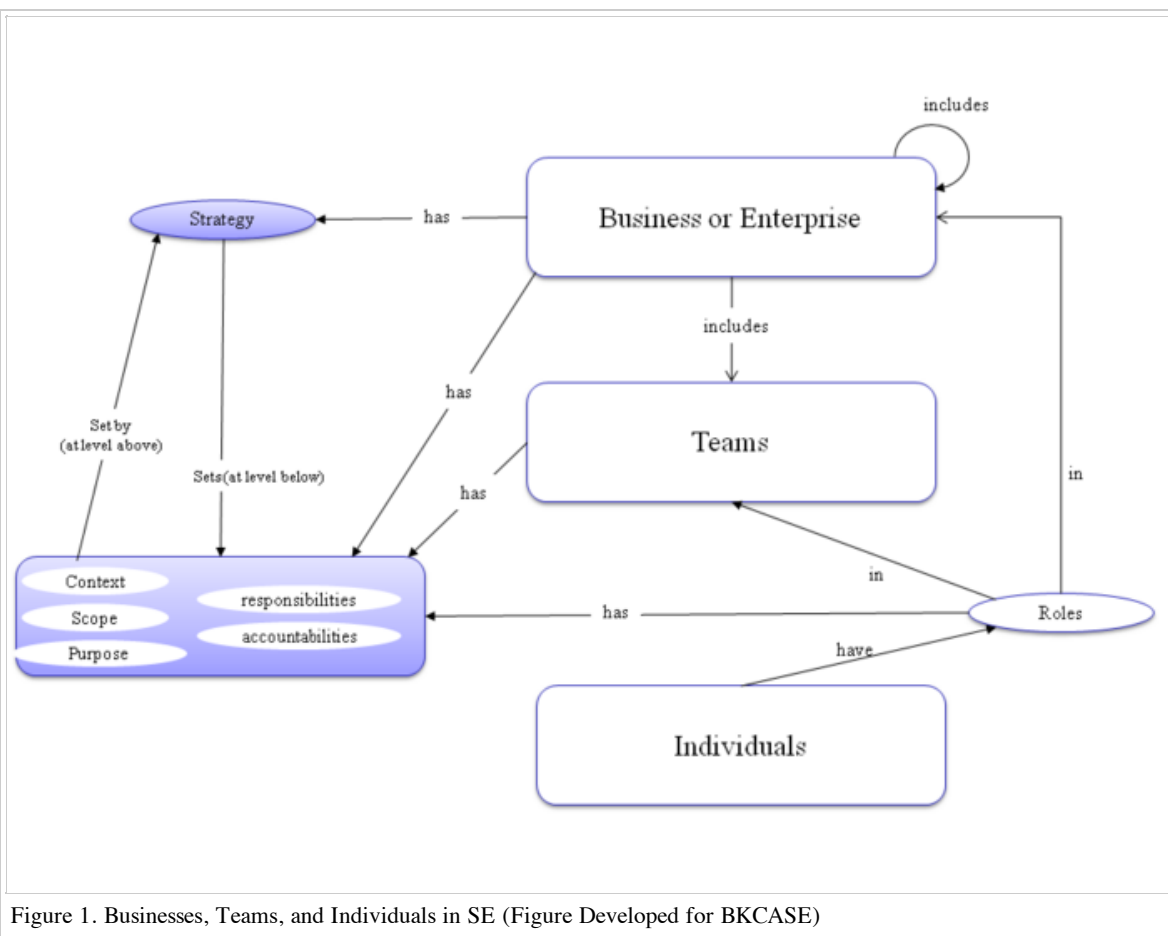 includes
Business or Enterprise
Strategy
has
includes
has
Set by
(at level above)
Teams
Sets(at level below)
has
in
in
Context
responsibilities
Scope
accountabilities
Purpose
has
Roles
have
Individuals
Figure 1. Businesses, Teams, and Individuals in SE (Figure Developed for BKCASE)